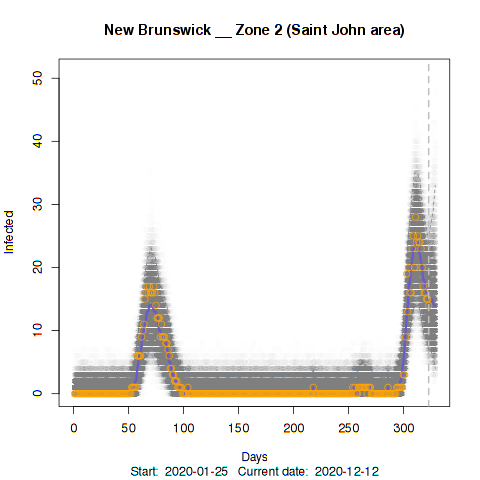 New Brunswick __ Zone 2 (Saint John area)
50
40
30
20
10
0
Infected
0 50 100 150 200 250 300
Days
Start: 2020-01-25 Current date: 2020-12-12